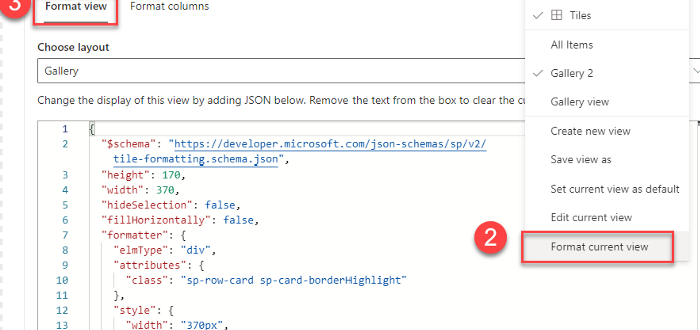 3
Format view
Format columns
Choose layout
Gallery
Change the display of this view by adding JSON below. Remove the text from the box to clear the
1 {
2 "$schema": "https://developer.microsoft.com/json-schemas/sp/v2/
tile-formatting.schema.json",
3 "height": 170,
4 "width": 370,
5 "hideSelection": false,
6 "fillHorizontally": false,
7 "formatter": {
8 "elmType": "div",
9 "attributes": {
10 "class": "sp-row-card sp-card-borderHighlight"
11 },
12 "style": {
13 "width": "370px",
Tiles
All Items
Gallery 2
Gallery view
Create new view
Save view as
Set current view as default
Edit current view
2
Format current view